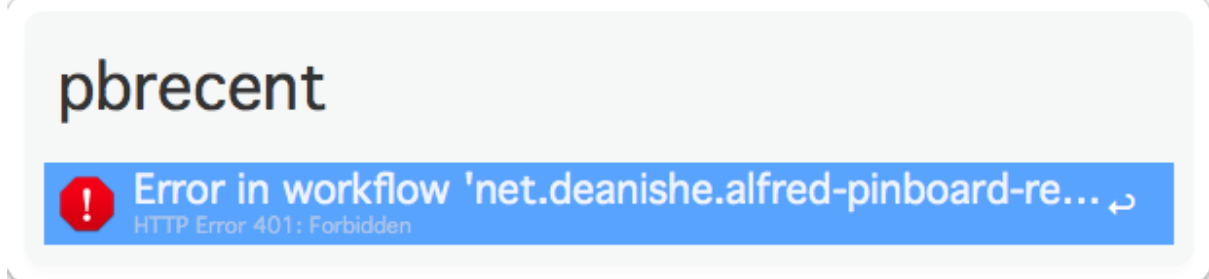 pbrecent
Error in workflow 'net.deanishe.alfred-pinboard-re...
HTTP Error 401: Forbidden